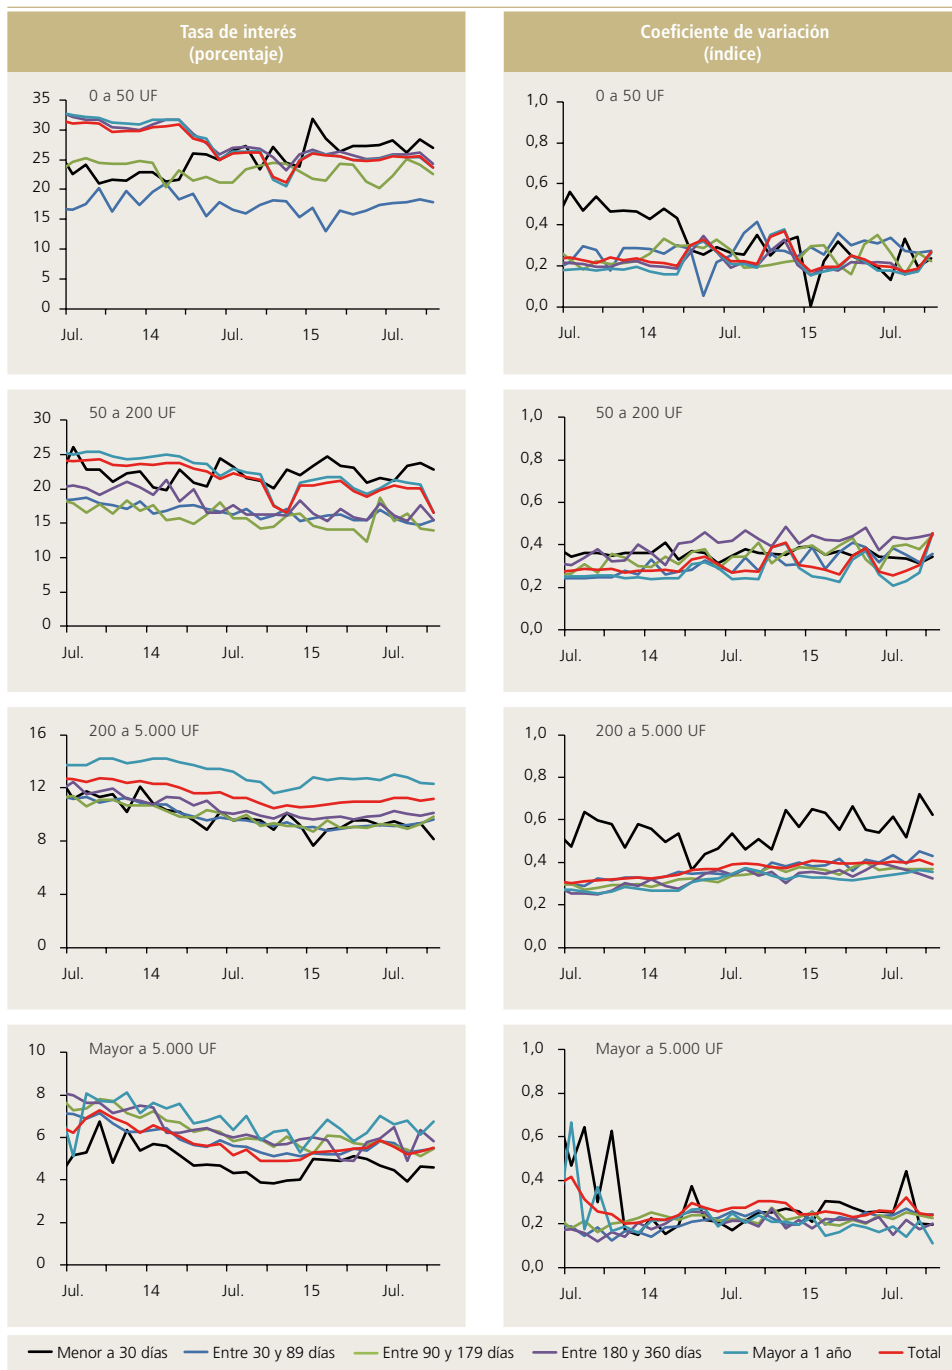 Tasa de interés
(porcentaje)
Coeficiente de variación
(índice)
0 a 50 UF
35
30
25
20
15
10
5
0
Jul. 14 Jul. 15 Jul.
0 a 50 UF
1,0
0,8
0,6
0,4
0,2
0,0
Jul. 14 Jul. 15 Jul.
50 a 200 UF
30
25
20
15
10
5
0
Jul. 14 Jul. 15 Jul.
50 a 200 UF
1,0
0,8
0,6
0,4
0,2
0,0
Jul. 14 Jul. 15 Jul.
200 a 5.000 UF
16
12
8
4
0
Jul. 14 Jul. 15 Jul.
200 a 5.000 UF
1,0
0,8
0,6
0,4
0,2
0,0
Jul. 14 Jul. 15 Jul.
Mayor a 5.000 UF
10
8
6
4
2
0
Jul. 14 Jul. 15 Jul.
Mayor a 5.000 UF
1,0
0,8
0,6
0,4
0,2
0,0
Jul. 14 Jul. 15 Jul.
Menor a 30 días Entre 30 y 89 días Entre 90 y 179 días Entre 180 y 360 días Mayor a 1 año Total